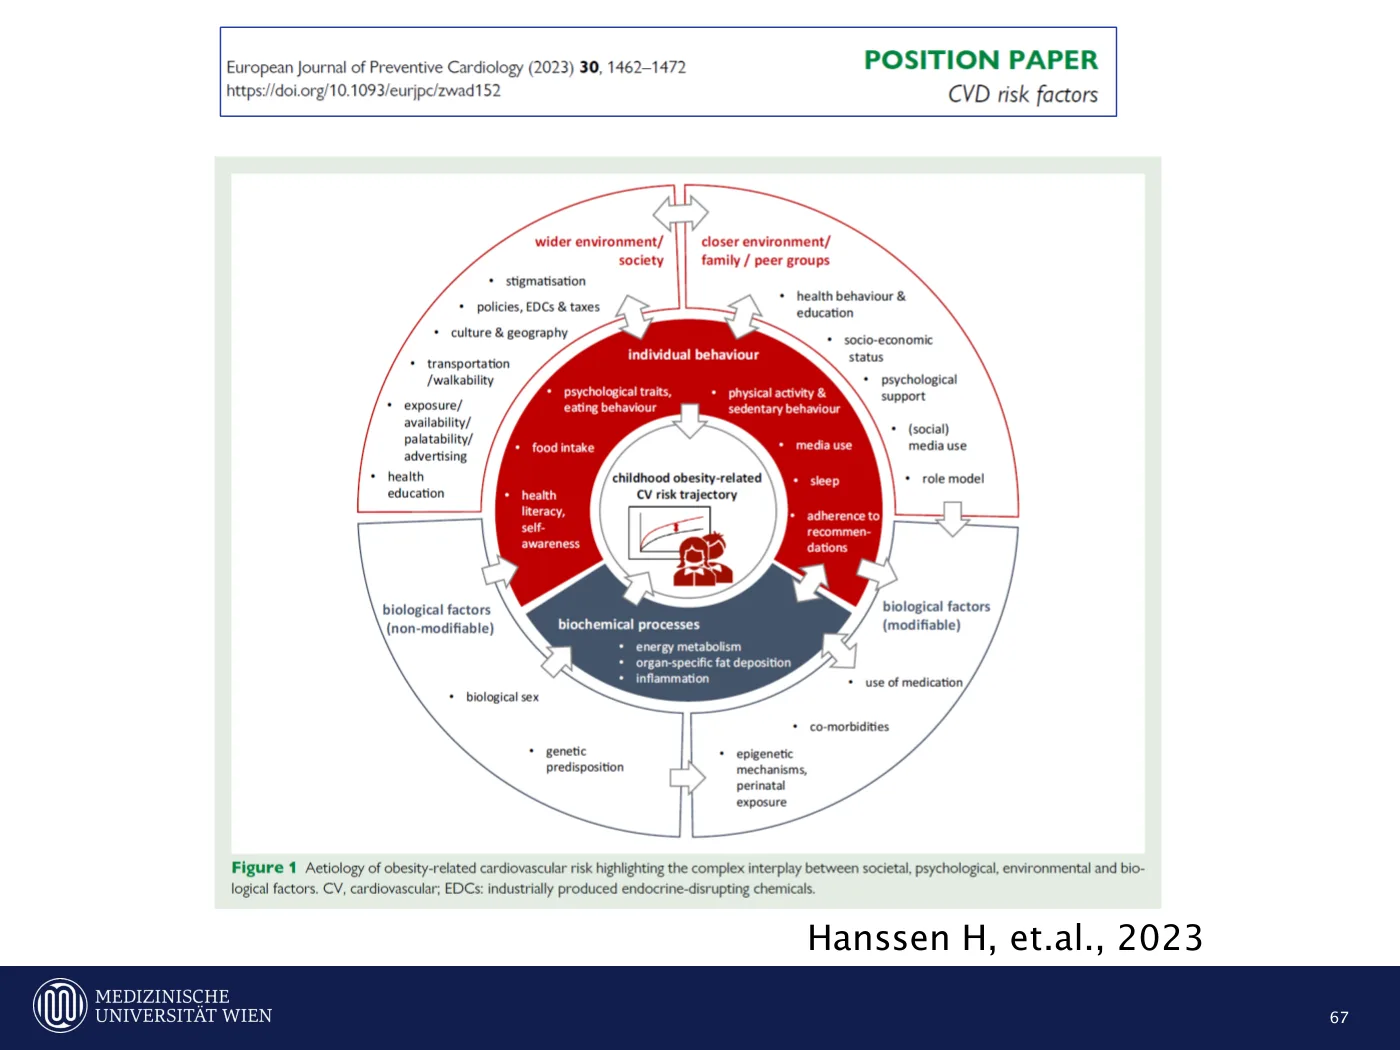 European Journal of Preventive Cardiology (2023) 30, 1462–1472
https://doi.org/10.1093/eurjpc/zwad152
POSITION PAPER
CVD risk factors
wider environment/
society
• stigmatisation
• policies, EDCs & taxes
• culture & geography
• transportation
/walkability
• exposure/
availability/
palatability/
advertising
• health
education
closer environment/
family / peer groups
• health behaviour &
education
• socio-economic
status
• psychological
support
• (social)
media use
• role model
individual behaviour
• psychological traits,
eating behaviour
• food intake
• health
literacy,
self-
awareness
• physical activity &
sedentary behaviour
• media use
• sleep
• adherence to
recommen-
dations
childhood obesity-related
CV risk trajectory
biochemical processes
• energy metabolism
• organ-specific fat deposition
• inflammation
biological factors
(non-modifiable)
• biological sex
• genetic
predisposition
biological factors
(modifiable)
• use of medication
• co-morbidities
• epigenetic
mechanisms,
perinatal
exposure
Figure 1 Aetiology of obesity-related cardiovascular risk highlighting the complex interplay between societal, psychological, environmental and bio-
logical factors. CV, cardiovascular; EDCs: industrially produced endocrine-disrupting chemicals.
Hanssen H, et.al., 2023
MEDIZINISCHE
UNIVERSITÄT WIEN
67